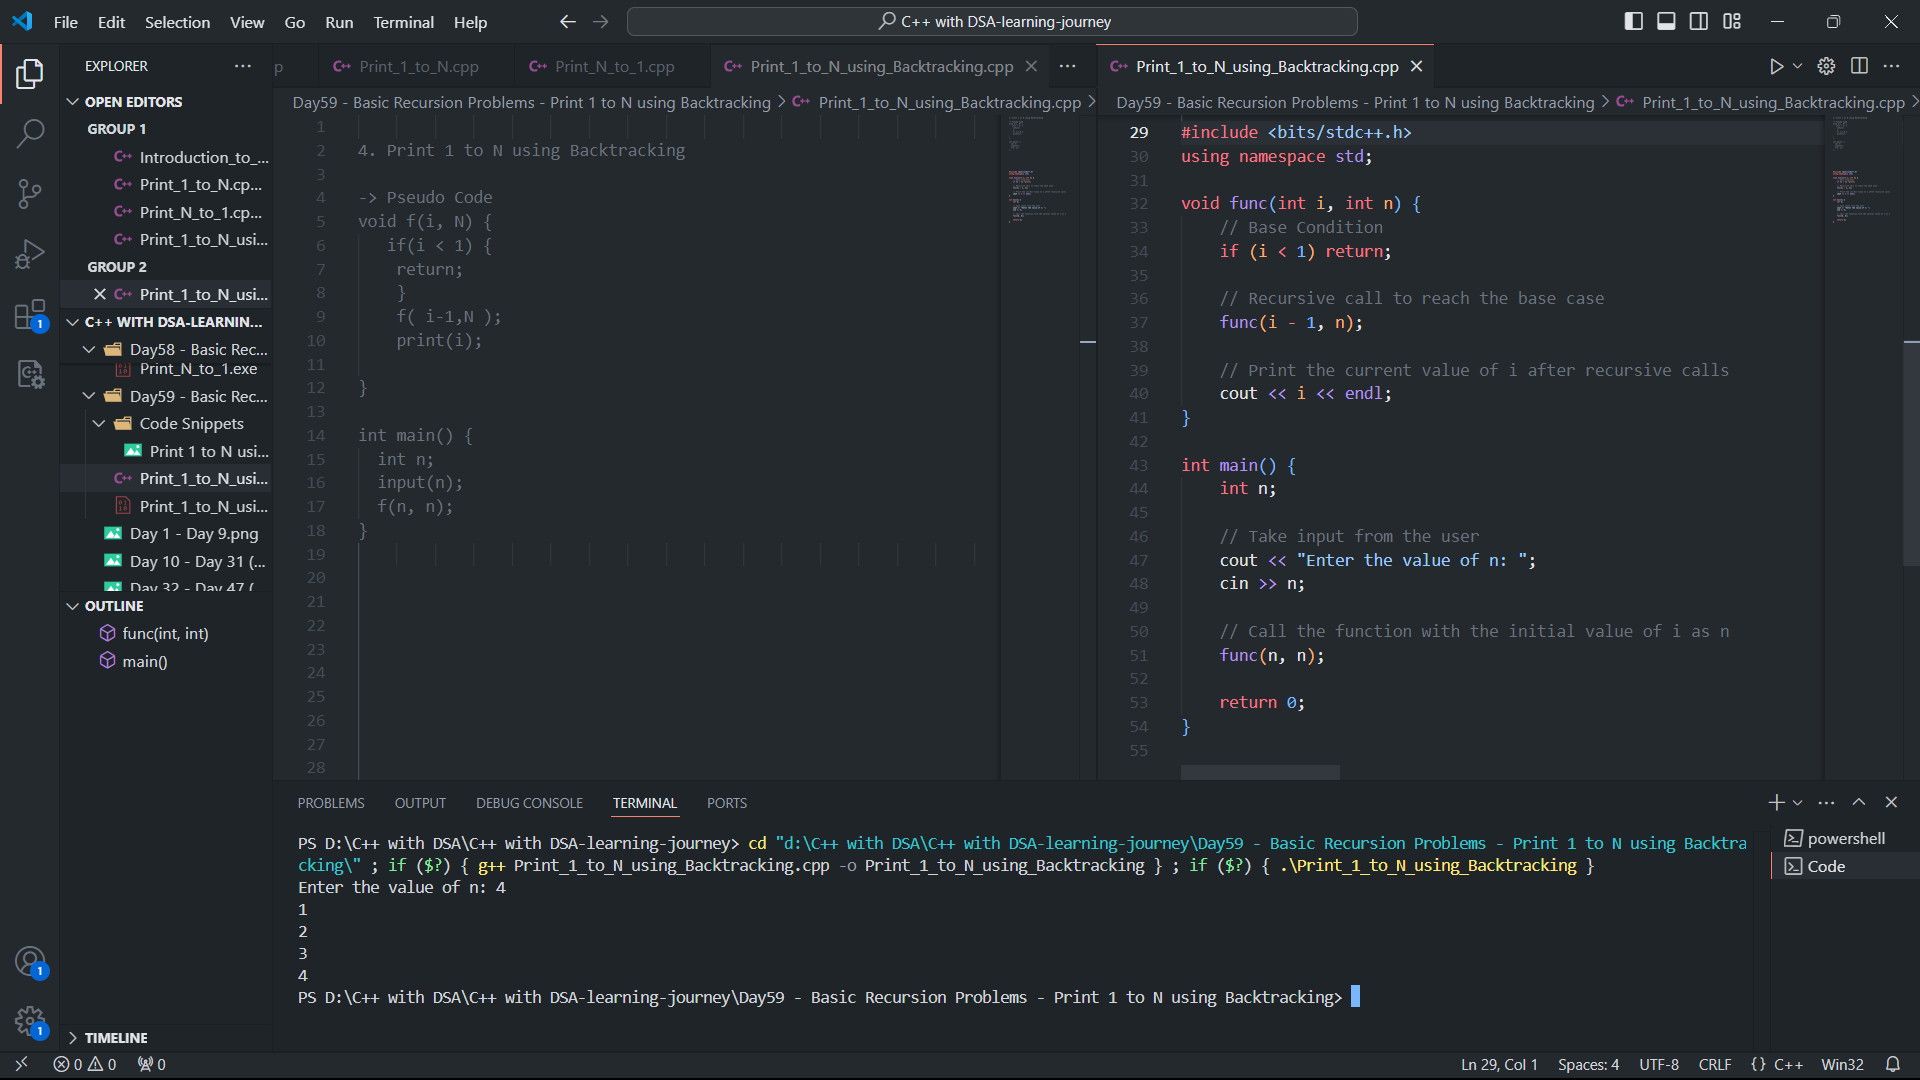 File Edit Selection View Go Run Terminal Help
C++ with DSA-learning-journey
EXPLORER
OPEN EDITORS
GROUP 1
Introduction_to_...
Print_1_to_N.cp...
Print_N_to_1.cp...
Print_1_to_N_usi...
GROUP 2
Print_1_to_N_usi...
C++ WITH DSA-LEARNIN...
Day58 - Basic Rec...
Print_N_to_1.exe
Day59 - Basic Rec...
Code Snippets
Print 1 to N usi...
Print_1_to_N_usi...
Print_1_to_N_usi...
Day 1 - Day 9.png
Day 10 - Day 31 (...
Day 32 - Day 47 (
OUTLINE
func(int, int)
main()
TIMELINE
p Print_1_to_N.cpp Print_N_to_1.cpp Print_1_to_N_using_Backtracking.cpp
Day59 - Basic Recursion Problems - Print 1 to N using Backtracking > Print_1_to_N_using_Backtracking.cpp >
1
2 4. Print 1 to N using Backtracking
3
4 -> Pseudo Code
5 void f(i, N) {
6 if(i < 1) {
7 return;
8 }
9 f( i-1,N );
10 print(i);
11
12 }
13
14 int main() {
15 int n;
16 input(n);
17 f(n, n);
18 }
19
20
21
22
23
24
25
26
27
28
Print_1_to_N_using_Backtracking.cpp
Day59 - Basic Recursion Problems - Print 1 to N using Backtracking > Print_1_to_N_using_Backtracking.cpp >
29 #include <bits/stdc++.h>
30 using namespace std;
31
32 void func(int i, int n) {
33 // Base Condition
34 if (i < 1) return;
35
36 // Recursive call to reach the base case
37 func(i - 1, n);
38
39 // Print the current value of i after recursive calls
40 cout << i << endl;
41 }
42
43 int main() {
44 int n;
45
46 // Take input from the user
47 cout << "Enter the value of n: ";
48 cin >> n;
49
50 // Call the function with the initial value of i as n
51 func(n, n);
52
53 return 0;
54 }
55
PROBLEMS OUTPUT DEBUG CONSOLE TERMINAL PORTS
PS D:\C++ with DSA\C++ with DSA-learning-journey> cd "d:\C++ with DSA\C++ with DSA-learning-journey\Day59 - Basic Recursion Problems - Print 1 to N using Backtra
cking\" ; if ($?) { g++ Print_1_to_N_using_Backtracking.cpp -o Print_1_to_N_using_Backtracking } ; if ($?) { .\Print_1_to_N_using_Backtracking }
Enter the value of n: 4
1
2
3
4
PS D:\C++ with DSA\C++ with DSA-learning-journey\Day59 - Basic Recursion Problems - Print 1 to N using Backtracking>
powershell
Code
1
1
1
0 0 0
Ln 29, Col 1 Spaces: 4 UTF-8 CRLF {} C++ Win32